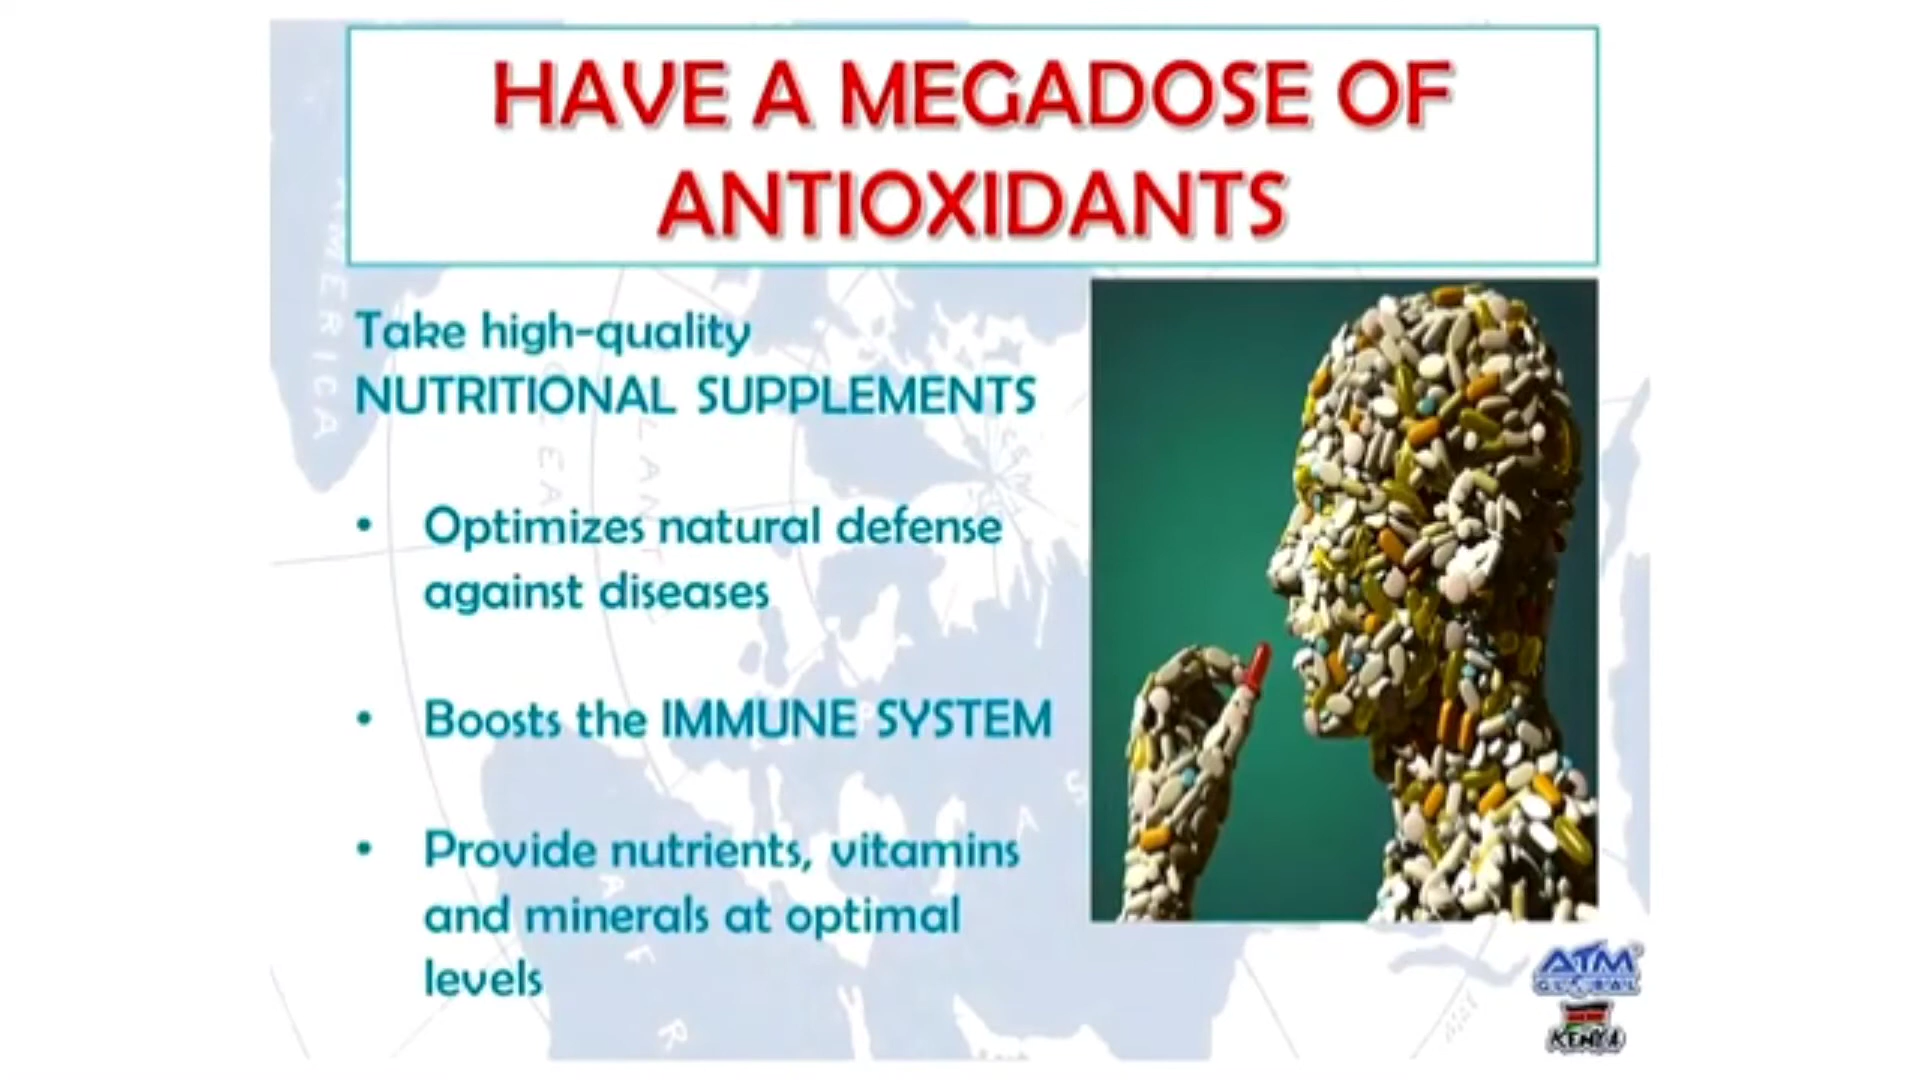 HAVE A MEGADOSE OF
ANTIOXIDANTS
Take high-quality
NUTRITIONAL SUPPLEMENTS
• Optimizes natural defense
against diseases
• Boosts the IMMUNE SYSTEM
• Provide nutrients, vitamins
and minerals at optimal
levels
ATM
GLOBAL
KENYA